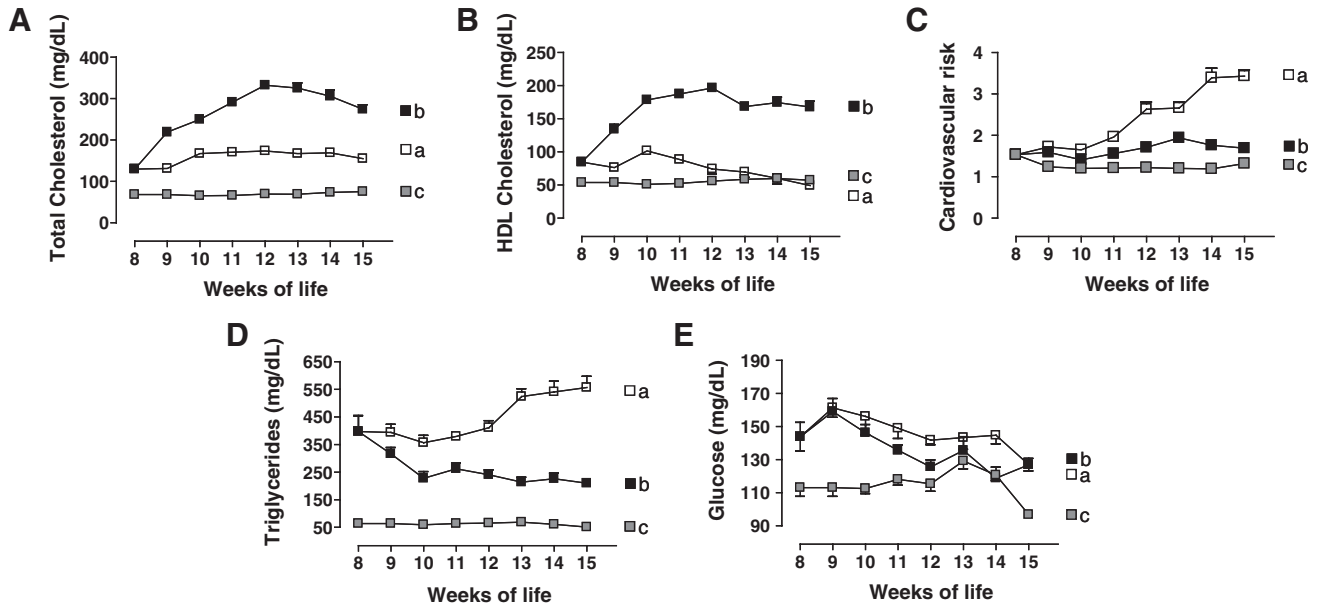 A
Total Cholesterol (mg/dL)
400
300
200
100
0
b
a
c
8 9 10 11 12 13 14 15
Weeks of life
B
HDL Cholesterol (mg/dL)
250
200
150
100
50
0
b
c
a
8 9 10 11 12 13 14 15
Weeks of life
C
Cardiovascular risk
4
3
2
1
0
a
b
c
8 9 10 11 12 13 14 15
Weeks of life
D
Triglycerides (mg/dL)
650
550
450
350
250
150
50
a
b
c
8 9 10 11 12 13 14 15
Weeks of life
E
Glucose (mg/dL)
190
170
150
130
110
90
b
a
c
8 9 10 11 12 13 14 15
Weeks of life